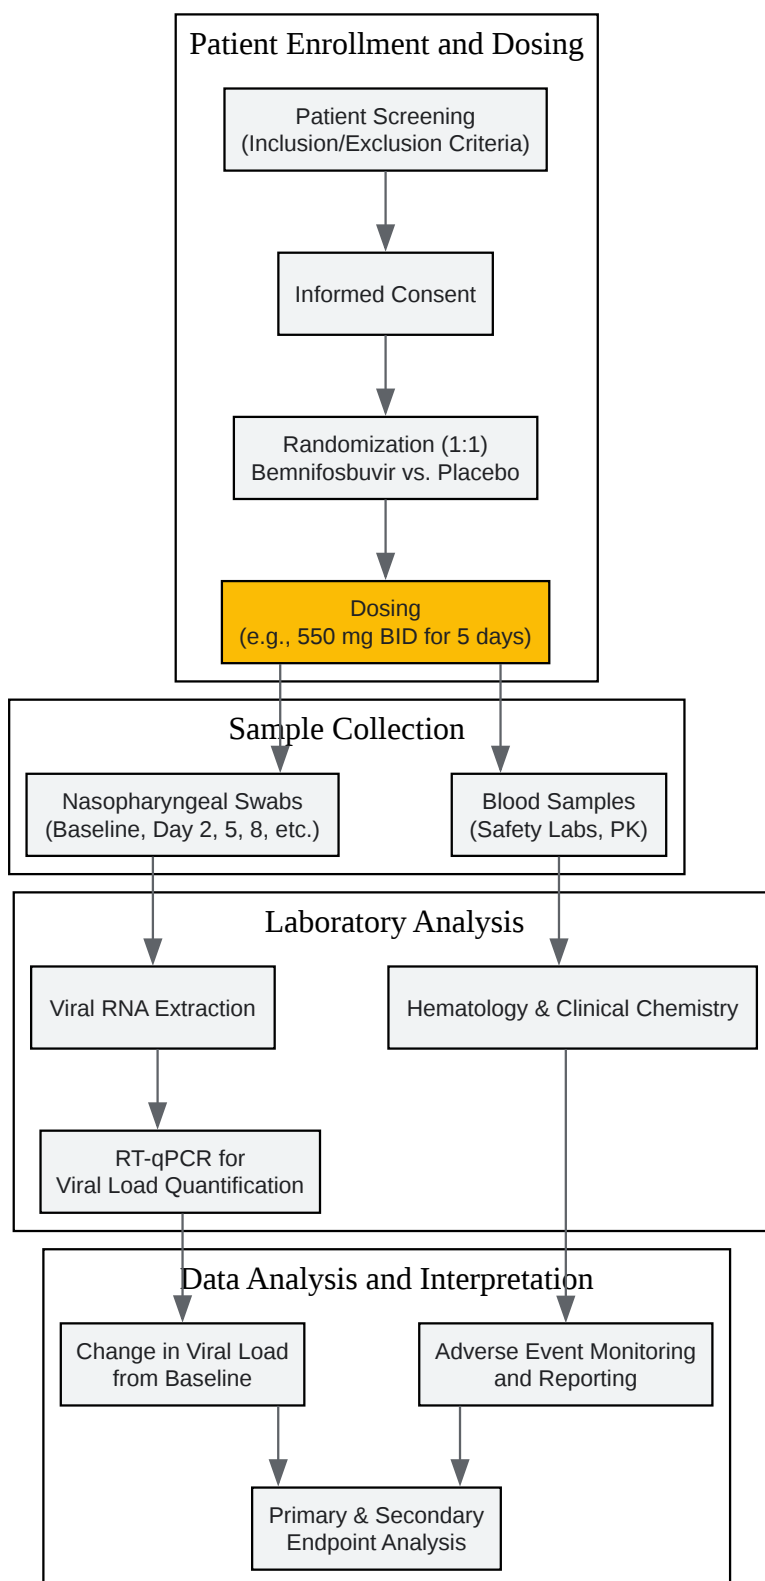 Patient Enrollment and Dosing
Patient Screening
(Inclusion/Exclusion Criteria)
Informed Consent
Randomization (1:1)
Bemnifosbuvir vs. Placebo
Dosing
(e.g., 550 mg BID for 5 days)
Sample Collection
Nasopharyngeal Swabs
(Baseline, Day 2, 5, 8, etc.)
Blood Samples
(Safety Labs, PK)
Laboratory Analysis
Viral RNA Extraction
Hematology & Clinical Chemistry
RT-qPCR for
Viral Load Quantification
Data Analysis and Interpretation
Change in Viral Load
from Baseline
Adverse Event Monitoring
and Reporting
Primary & Secondary
Endpoint Analysis